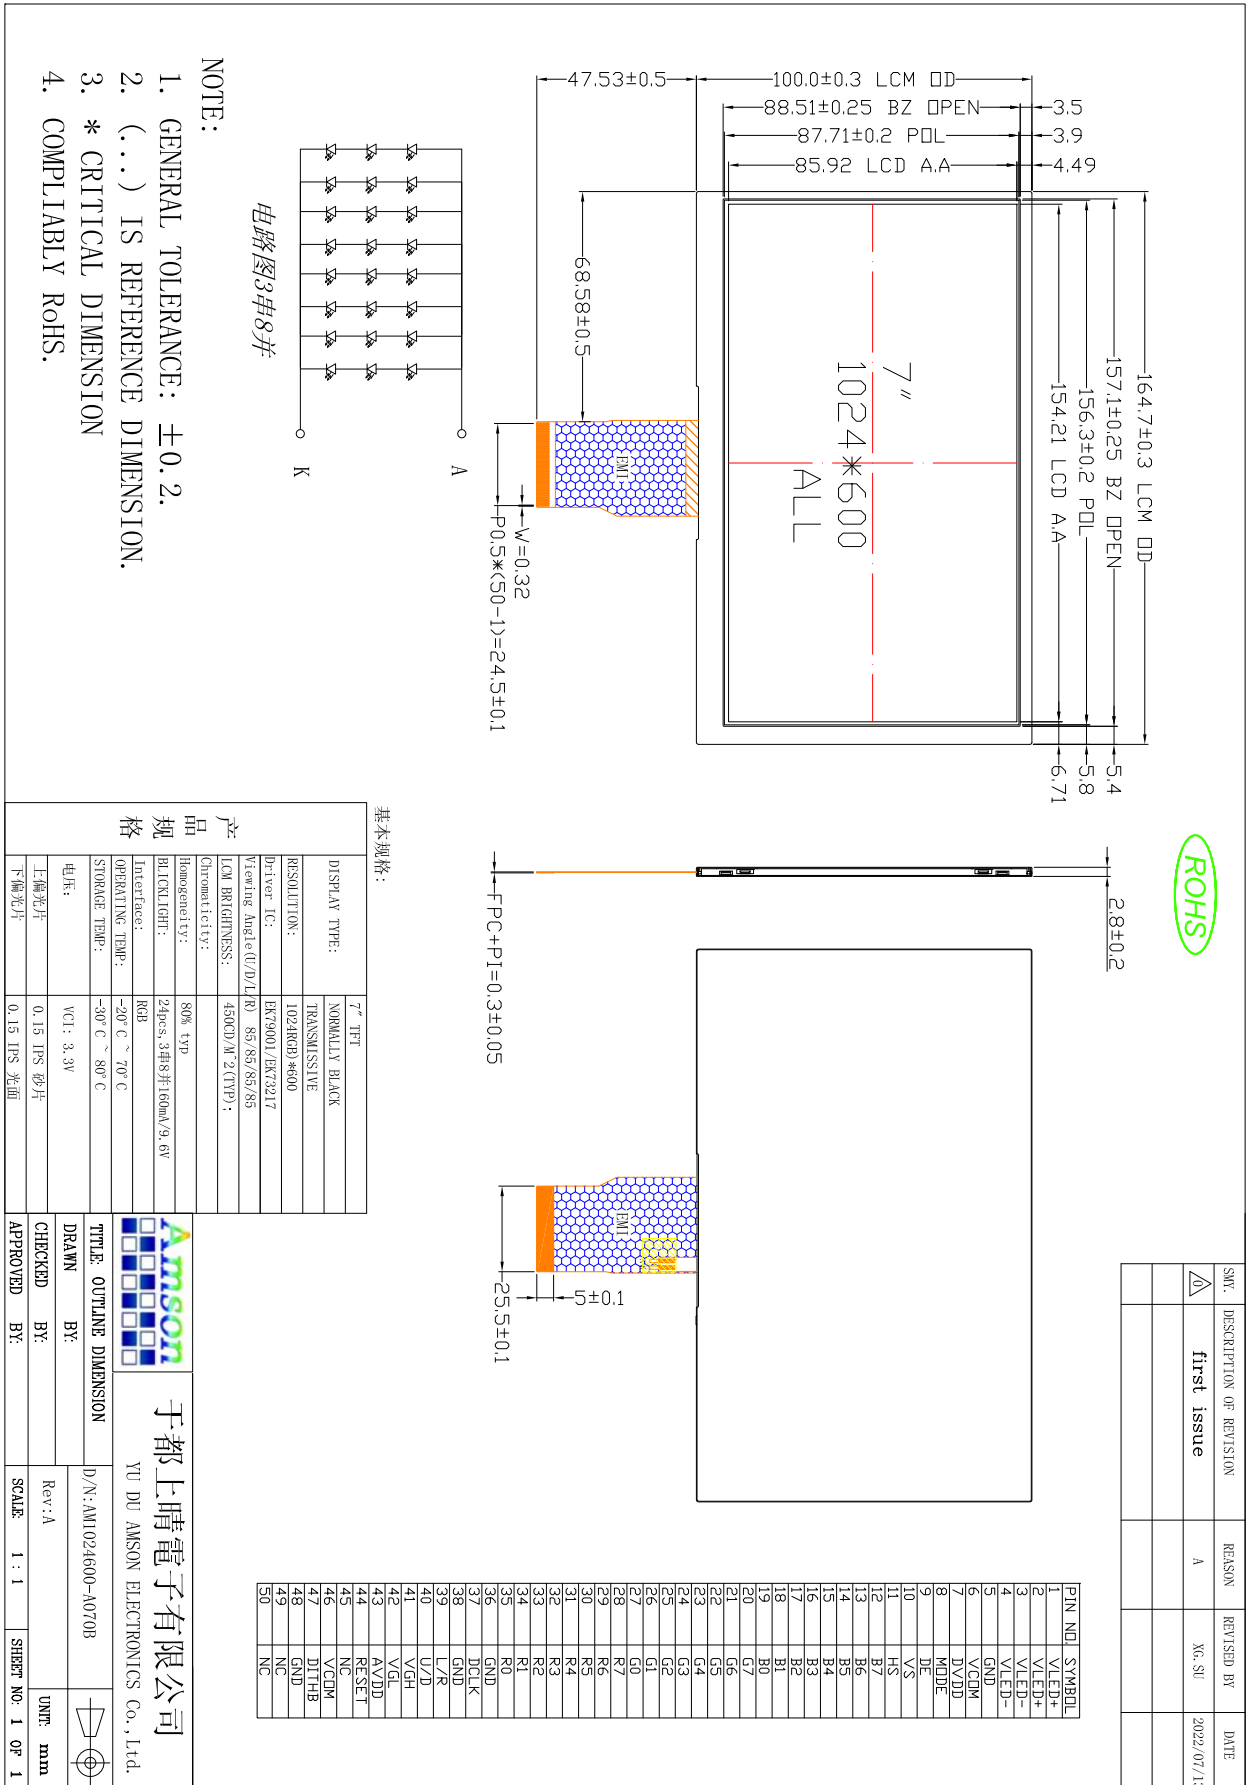 SMY. DESCRIPTION OF REVISION REASON REVISED BY DATE
A0 first issue A XG.SU
ROHS
164.7±0.3 LCM OD
157.1±0.25 BZ OPEN
156.3±0.2 POL
154.21 LCD A.A
5.4
5.8
6.71
47.53±0.5
100.0±0.3 LCM OD
88.51±0.25 BZ OPEN
87.71±0.2 POL
85.92 LCD A.A
3.5
3.9
4.49
7"
1024*600
ALL
68.58±0.5
EMI
W=0.32
P0.5*(50-1)=24.5±0.1
2.8±0.2
FPC+PI=0.3±0.05
EMI
5±0.1
25.5±0.1
A
K
电路图3串8并
NOTE:
1. GENERAL TOLERANCE: ±0.2.
2. (...) IS REFERENCE DIMENSION.
3. * CRITICAL DIMENSION
4. COMPLIABLY RoHS.
PIN NO. SYMBOL
1 VLED+
2 VLED+
3 VLED-
4 VLED-
5 GND
6 VCOM
7 DVDD
8 MODE
9 DE
10 VS
11 HS
12 B7
13 B6
14 B5
15 B4
16 B3
17 B2
18 B1
19 B0
20 G7
21 G6
22 G5
23 G4
24 G3
25 G2
26 G1
27 G0
28 R7
29 R6
30 R5
31 R4
32 R3
33 R2
34 R1
35 R0
36 GND
37 DCLK
38 GND
39 L/R
40 U/D
41 VGH
42 VGL
43 AVDD
44 RESET
45 NC
46 VCOM
47 DITHB
48 GND
49 NC
50 NC
基本规格:
产品规格
DISPLAY TYPE: 7" TFT
NORMALLY BLACK
TRANSMISSIVE
RESOLUTION: 1024RGB)*600
Driver IC: EK79001/EK73217
Viewing Angle(U/D/L/R) 85/85/85/85
LCM BRIGHTNESS: 450CD/M^2(TYP);
Chromaticity:
Homogeneity: 80% typ
BLICKLIGHT: 24pcs,3串8并160mA/9.6V
Interface: RGB
OPERATING TEMP: -20°C ~ 70°C
STORAGE TEMP: -30°C ~ 80°C
电压: VCI: 3.3V
上偏光片 0.15 IPS 砂片
下偏光片 0.15 IPS 光面
Amson
于都上晴電子有限公司
YU DU AMSON ELECTRONICS Co.,Ltd.
TITLE: OUTLINE DIMENSION D/N:AM1024600-A070B
DRAWN BY:
CHECKED BY: Rev:A UNIT: mm
APPROVED BY: SCALE: 1 : 1 SHEET NO: 1 OF 1